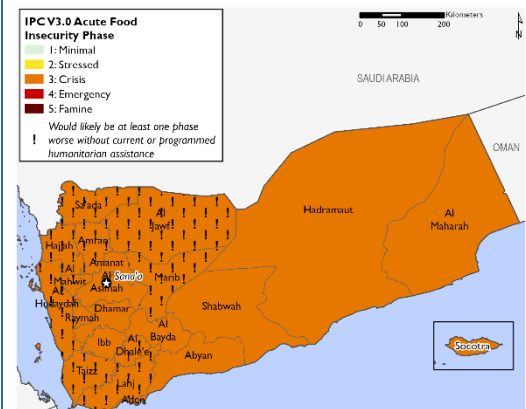 IPC V3.0 Acute Food
Insecurity Phase
1: Minimal
2: Stressed
3: Crisis
4: Emergency
5: Famine
! Would likely be at least one phase
worse without current or programmed
humanitarian assistance
Kilometers
0 50 100 200
N
SAUDI ARABIA
OMAN
Sa'ada
Al
Jawf
Hadramaut
Al
Maharah
Hajjah
Amran
Amanat
Al
Asimah
Sana'a
Marib
Al
Mahwit
Al
Hudaydah
Raymah
Dhamar
Shabwah
Al
Bayda
Ibb
Al
Dhale'e
Abyan
Taizz
Lahj
Aden
Socotra